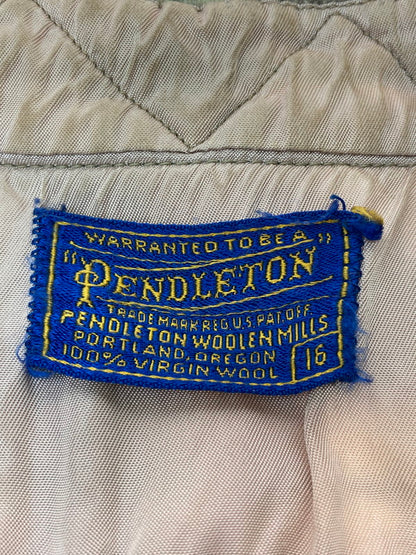 WARRANTED TO BE A
"PENDLETON"
TRADE MARK REG. U.S. PAT. OFF.
PENDLETON WOOLEN MILLS
PORTLAND, OREGON
100% VIRGIN WOOL 16